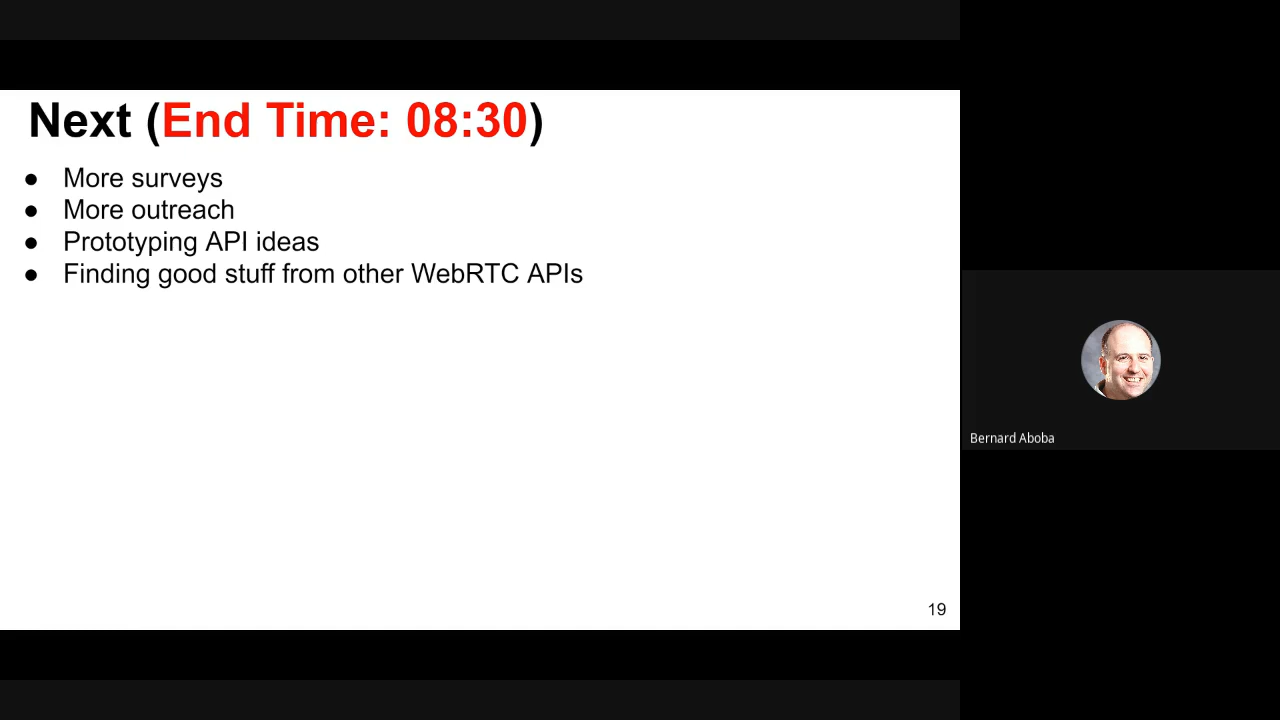 Next (End Time: 08:30)
● More surveys
● More outreach
● Prototyping API ideas
● Finding good stuff from other WebRTC APIs
19
Bernard Aboba